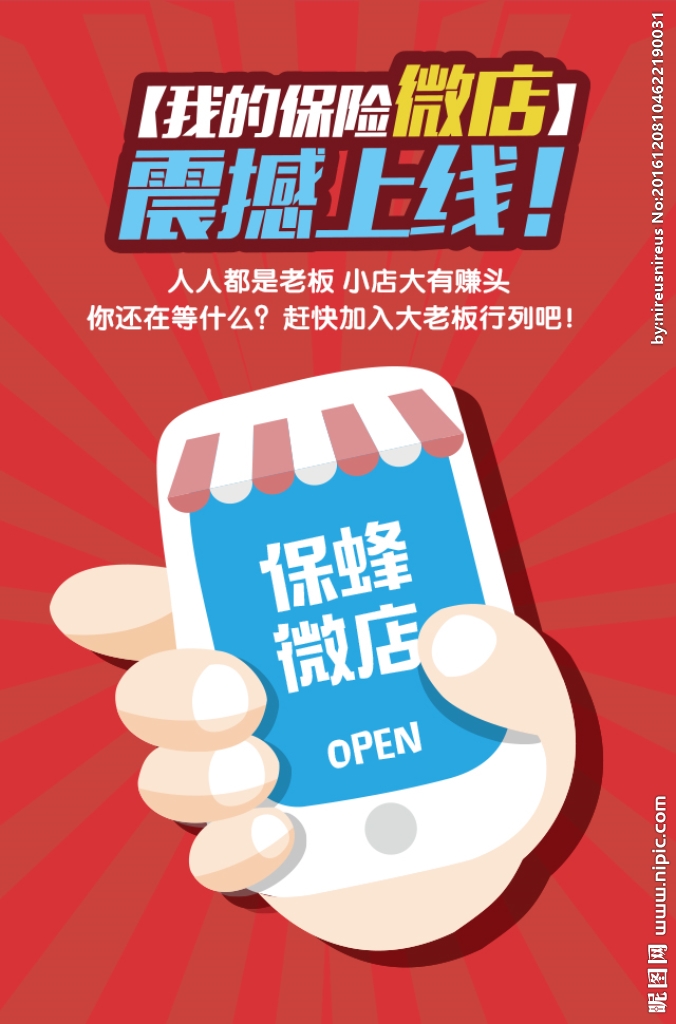 【我的保险微店】
震撼上线！
人人都是老板 小店大有赚头
你还在等什么？赶快加入大老板行列吧！
保蜂
微店
OPEN
by:nireusnireus No:20161208104622190031
昵图网 www.nipic.com